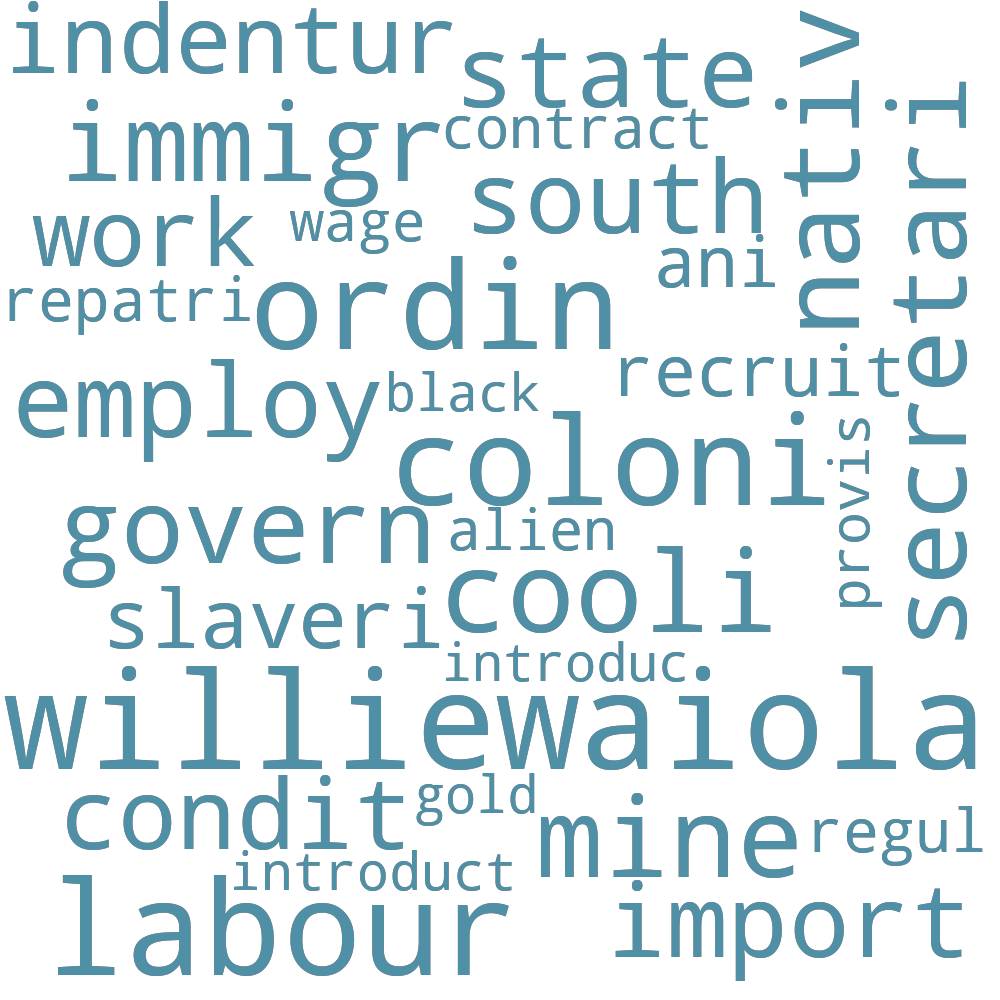 indentur
state
nativ
secretari
immigr
contract
south
work
wage
ani
repatri
ordin
recruit
employ
black
coloni
provis
govern
alien
cooli
slaveri
introduc
williewaiola
condit
gold
mine
regul
introduct
labour
import